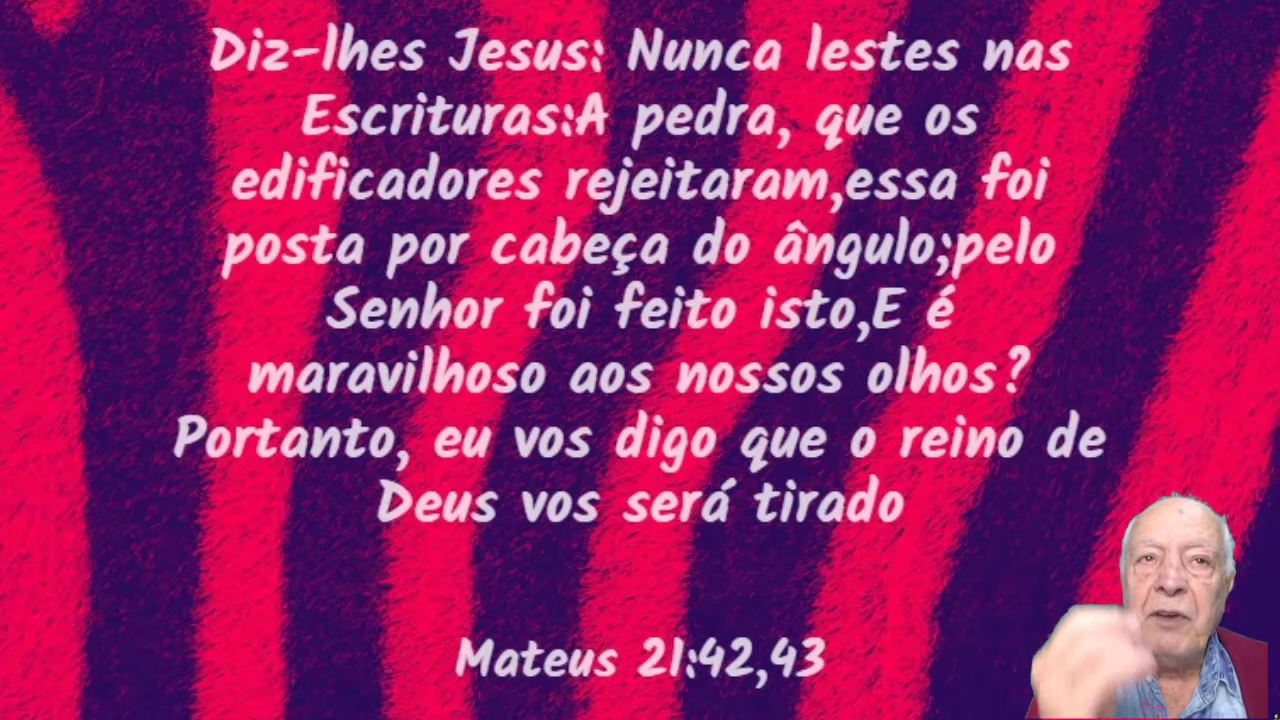 Diz-lhes Jesus: Nunca lestes nas
Escrituras:A pedra, que os
edificadores rejeitaram,essa foi
posta por cabeça do ângulo;pelo
Senhor foi feito isto,E é
maravilhoso aos nossos olhos?
Portanto, eu vos digo que o reino de
Deus vos será tirado
Mateus 21:42,43